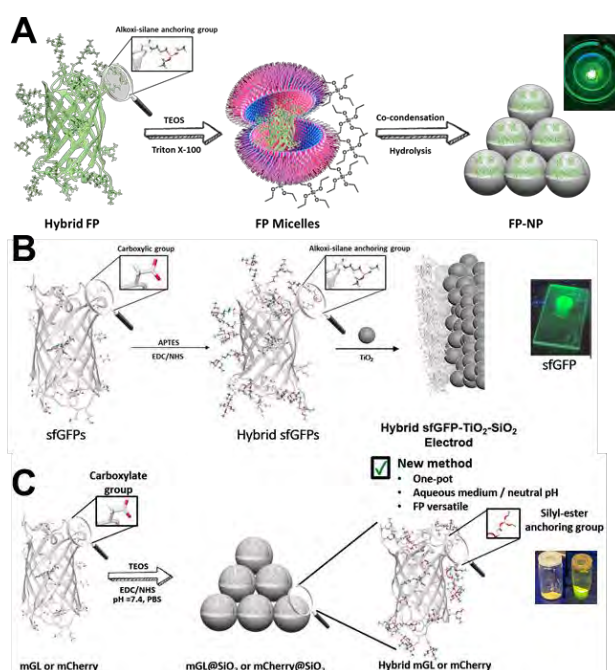 A
Alkoxi-silane anchoring group
TEOS
Triton X-100
Co-condensation
Hydrolysis
Hybrid FP
FP Micelles
FP-NP
B
Carboxylic group
Alkoxi-silane anchoring group
APTES
EDC/NHS
TiO₂
sfGFPs
Hybrid sfGFPs
Hybrid sfGFP-TiO₂-SiO₂
Electrod
sfGFP
C
Carboxylate
group
New method
• One-pot
• Aqueous medium / neutral pH
• FP versatile
Silyl-ester
anchoring group
TEOS
EDC/NHS
pH =7.4, PBS
mGL or mCherry
mGL@SiO₂ or mCherry@SiO₂
Hybrid mGL or mCherry